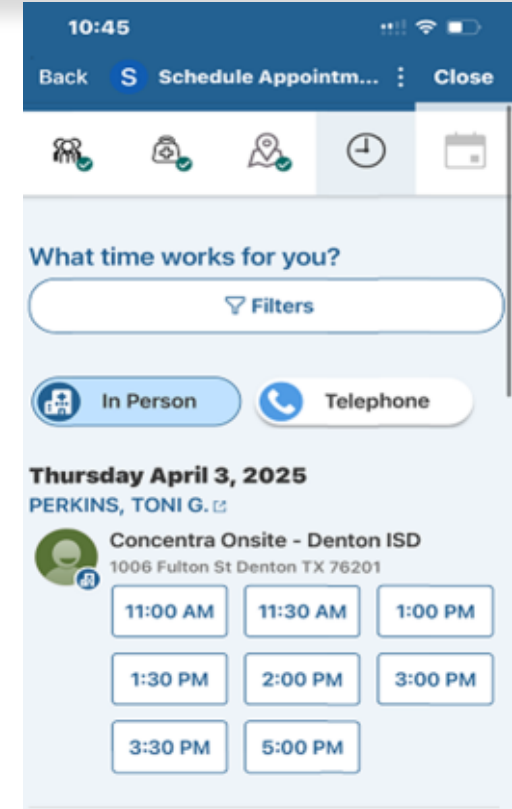 10:45
Back S Schedule Appointm... Close
What time works for you?
Filters
In Person Telephone
Thursday April 3, 2025
PERKINS, TONI G.
Concentra Onsite - Denton ISD
1006 Fulton St Denton TX 76201
11:00 AM 11:30 AM 1:00 PM
1:30 PM 2:00 PM 3:00 PM
3:30 PM 5:00 PM